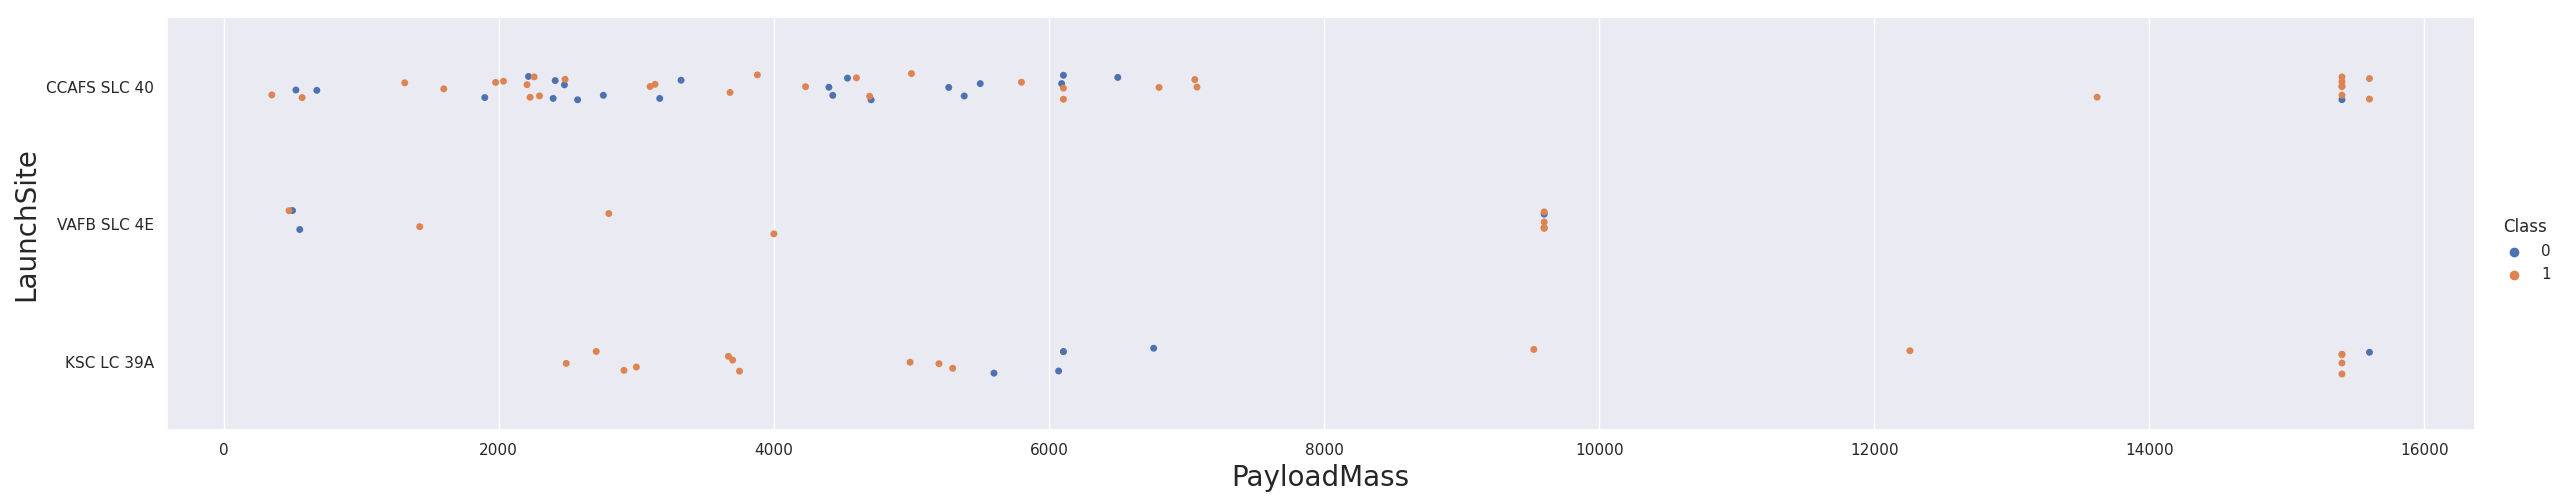 LaunchSite
CCAFS SLC 40
VAFB SLC 4E
KSC LC 39A
0 2000 4000 6000 8000 10000 12000 14000 16000
PayloadMass
Class
0
1